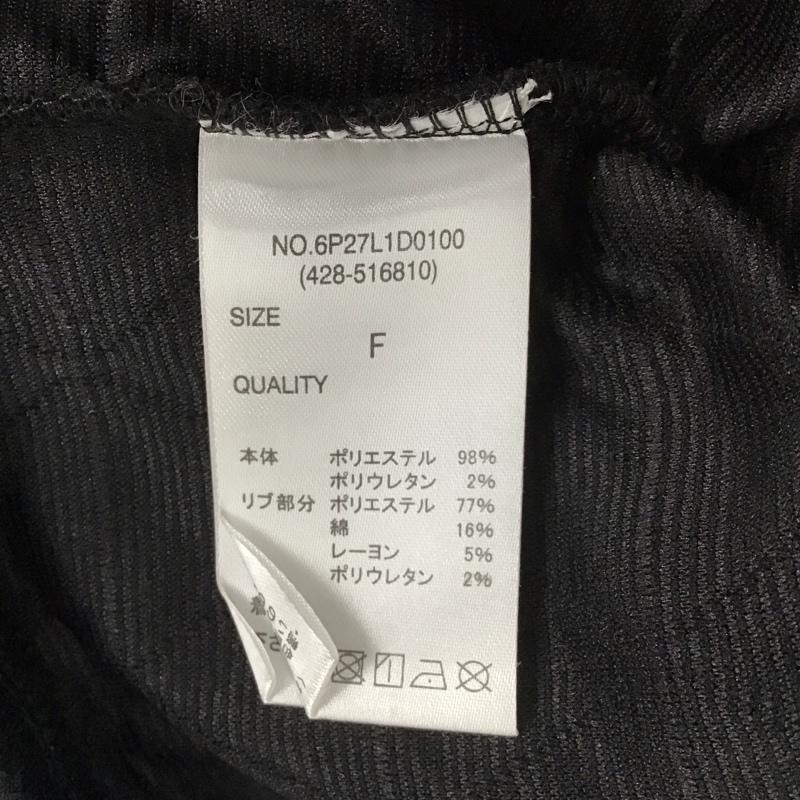 NO.6P27L1D0100
(428-516810)
SIZE
F
QUALITY
本体 ポリエステル 98%
ポリウレタン 2%
リブ部分 ポリエステル 77%
綿 16%
レーヨン 5%
ポリウレタン 2%